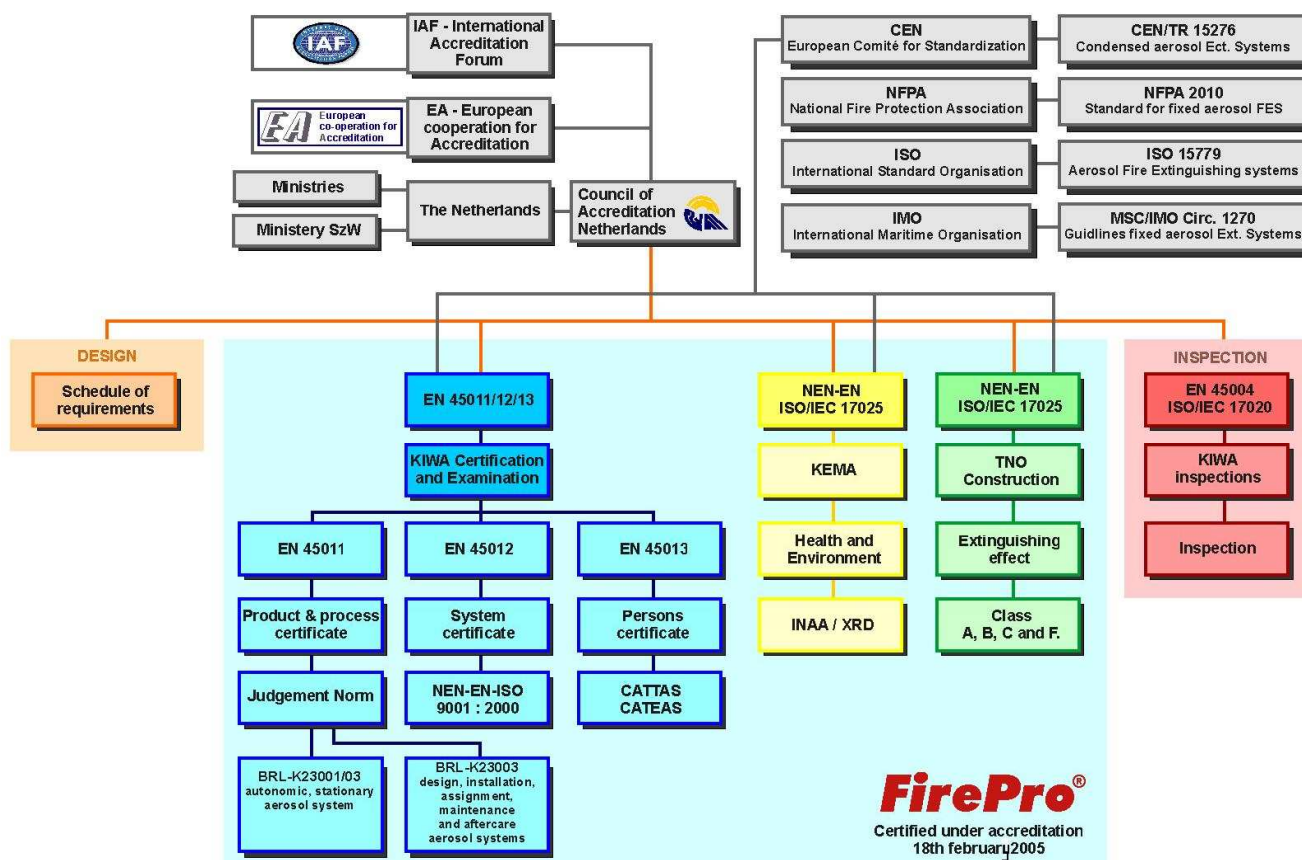 IAF
IAF - International
Accreditation
Forum
EA
European
co-operation for
Accreditation
EA - European
cooperation for
Accreditation
Ministries
Ministery SzW
The Netherlands
Council of
Accreditation
Netherlands
CEN
European Comité for Standardization
CEN/TR 15276
Condensed aerosol Ect. Systems
NFPA
National Fire Protection Association
NFPA 2010
Standard for fixed aerosol FES
ISO
International Standard Organisation
ISO 15779
Aerosol Fire Extinguishing systems
IMO
International Maritime Organisation
MSC/IMO Circ. 1270
Guidlines fixed aerosol Ext. Systems
DESIGN
Schedule of
requirements
EN 45011/12/13
KIWA Certification
and Examination
EN 45011
EN 45012
EN 45013
Product & process
certificate
System
certificate
Persons
certificate
Judgement Norm
NEN-EN-ISO
9001 : 2000
CATTAS
CATEAS
BRL-K23001/03
autonomic, stationary
aerosol system
BRL-K23003
design, installation,
assignment,
maintenance
and aftercare
aerosol systems
NEN-EN
ISO/IEC 17025
KEMA
Health and
Environment
INAA / XRD
NEN-EN
ISO/IEC 17025
TNO
Construction
Extinguishing
effect
Class
A, B, C and F.
INSPECTION
EN 45004
ISO/IEC 17020
KIWA
inspections
Inspection
FirePro®
Certified under accreditation
18th february2005